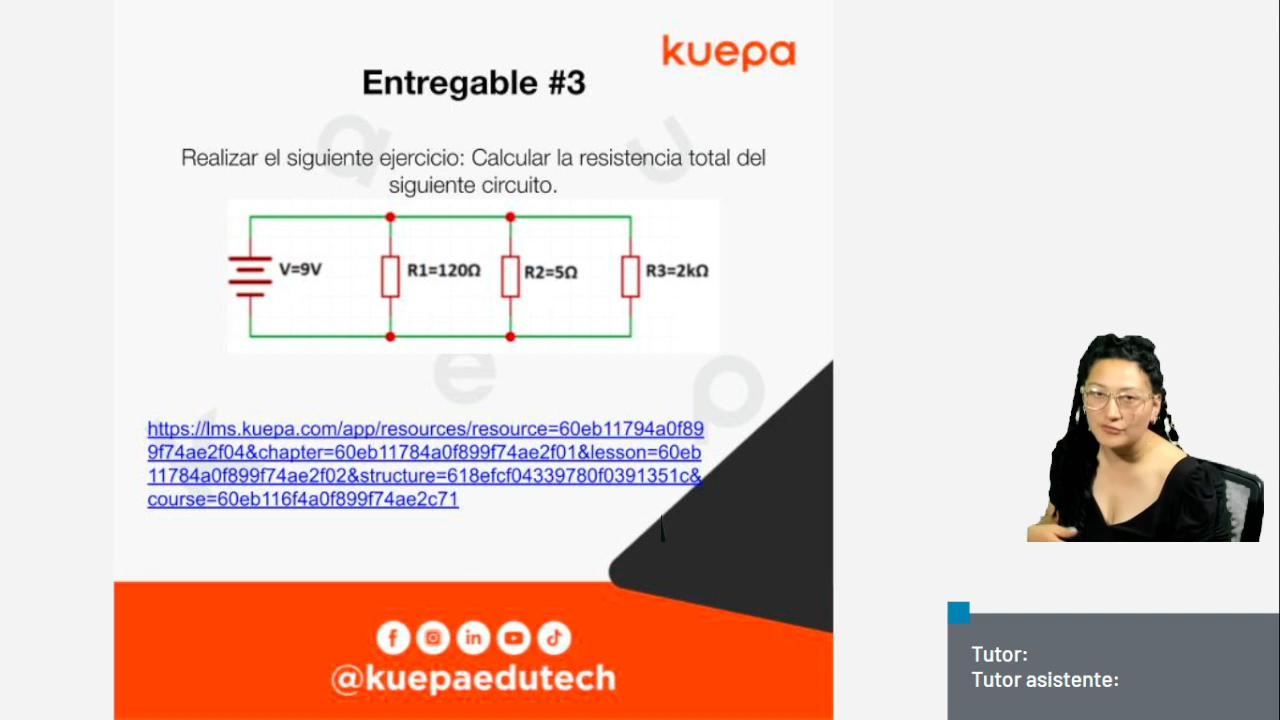 kuepa
Entregable #3
Realizar el siguiente ejercicio: Calcular la resistencia total del
siguiente circuito.
V=9V
R1=120Ω
R2=5Ω
R3=2kΩ
https://lms.kuepa.com/app/resources/resource=60eb11794a0f89
9f74ae2f04&chapter=60eb11784a0f899f74ae2f01&lesson=60eb
11784a0f899f74ae2f02&structure=618efcf04339780f0391351c&
course=60eb116f4a0f899f74ae2c71
@kuepaedutech
Tutor:
Tutor asistente: